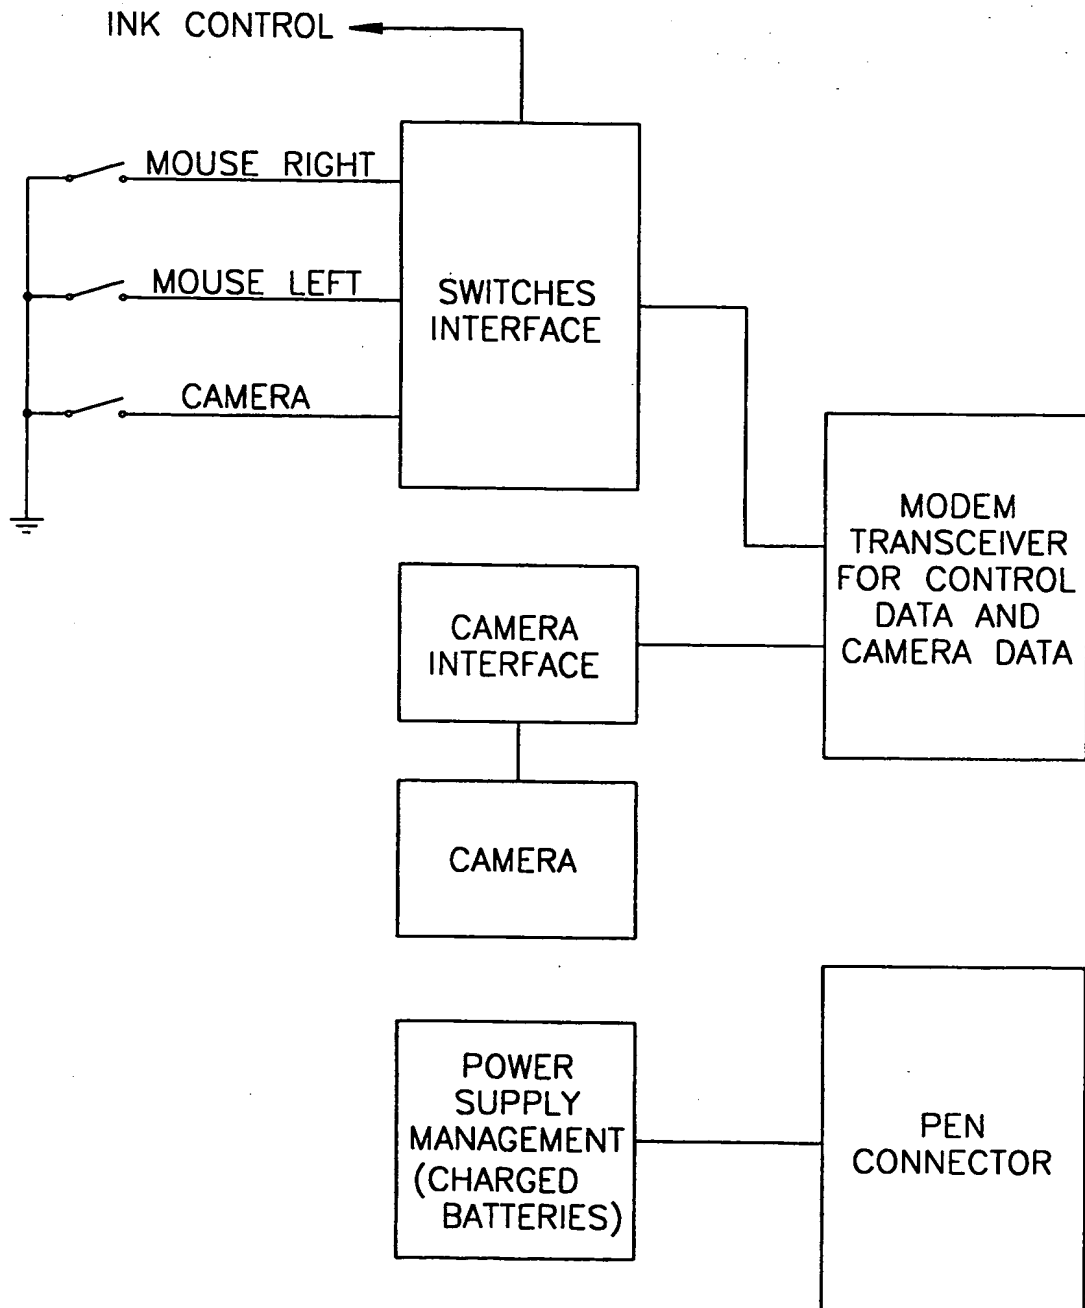 INK CONTROL
MOUSE RIGHT
MOUSE LEFT
CAMERA
SWITCHES
INTERFACE
MODEM
TRANSCEIVER
FOR CONTROL
DATA AND
CAMERA DATA
CAMERA
INTERFACE
CAMERA
POWER
SUPPLY
MANAGEMENT
(CHARGED
BATTERIES)
PEN
CONNECTOR